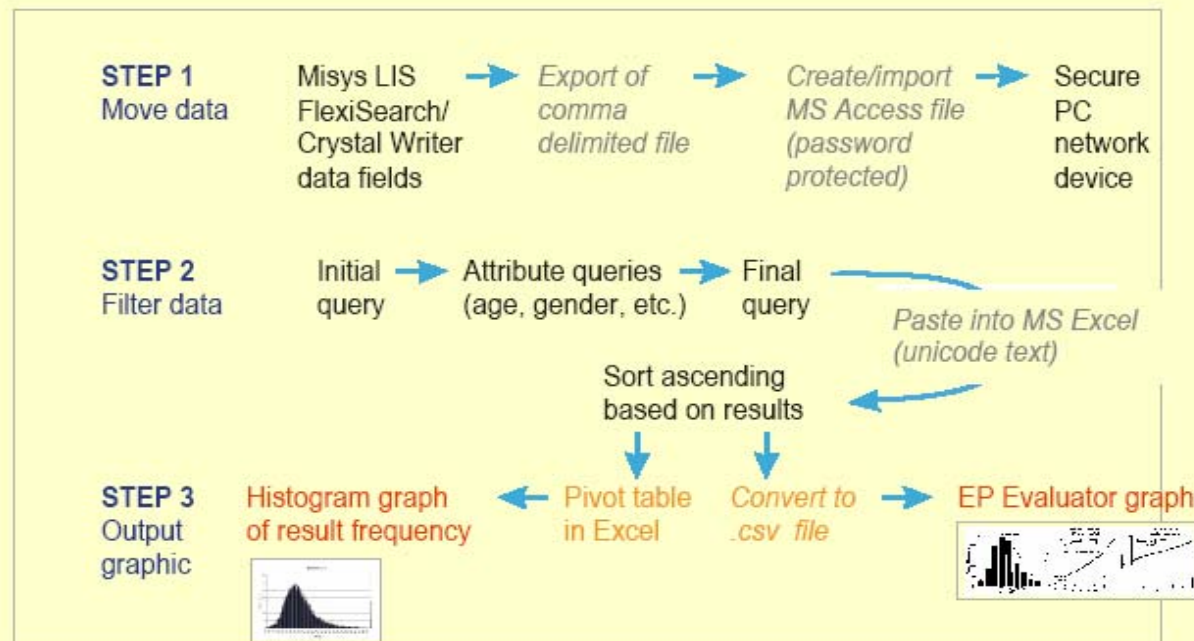 STEP 1
Move data
Misys LIS
FlexiSearch/
Crystal Writer
data fields
Export of
comma
delimited file
Create/import
MS Access file
(password
protected)
Secure
PC
network
device
STEP 2
Filter data
Initial
query
Attribute queries
(age, gender, etc.)
Final
query
Paste into MS Excel
(unicode text)
Sort ascending
based on results
STEP 3
Output
graphic
Histogram graph
of result frequency
Pivot table
in Excel
Convert to
.csv file
EP Evaluator graph